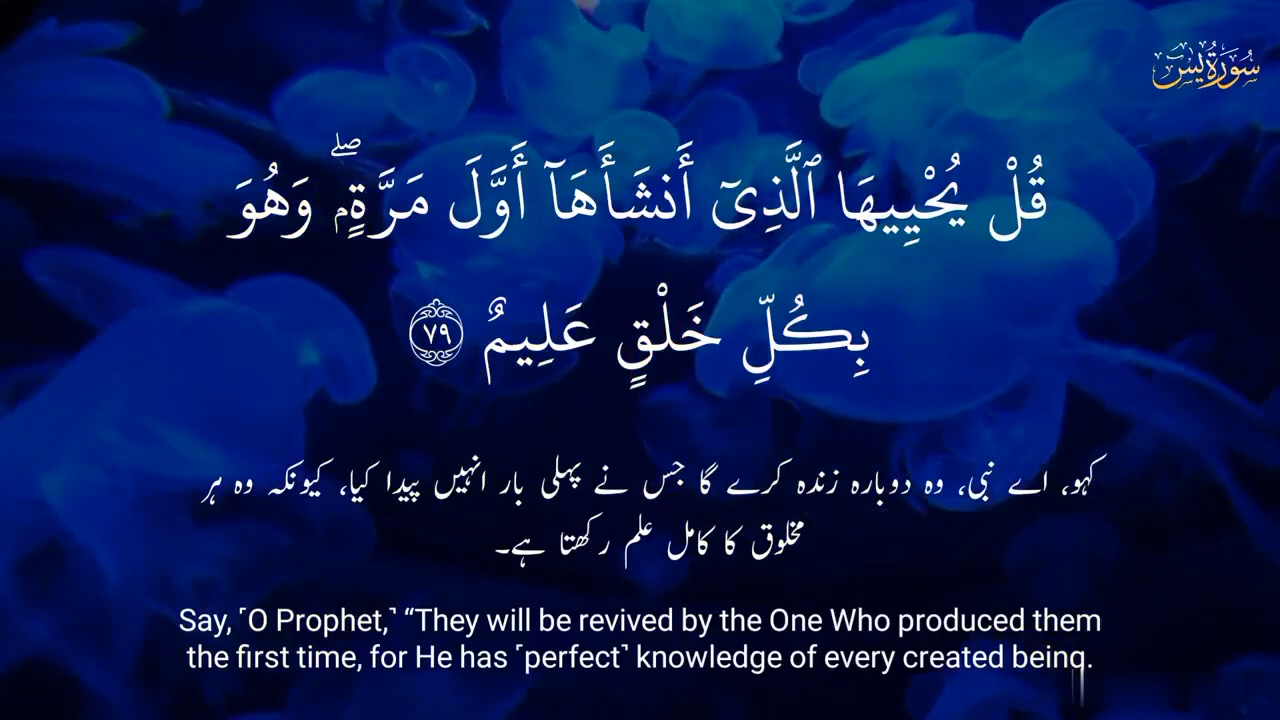 سُورَةُ يٰسٓ
قُلْ يُحْيِيهَا ٱلَّذِىٓ أَنشَأَهَآ أَوَّلَ مَرَّةٍۢ ۖ وَهُوَ
بِكُلِّ خَلْقٍ عَلِيمٌ ٧٩
کہو، اے نبی، وہ دوبارہ زندہ کرے گا جس نے پہلی بار انہیں پیدا کیا، کیونکہ وہ ہر
مخلوق کا کامل علم رکھتا ہے۔
Say, ˹O Prophet,˺ “They will be revived by the One Who produced them
the first time, for He has ˹perfect˺ knowledge of every created being.